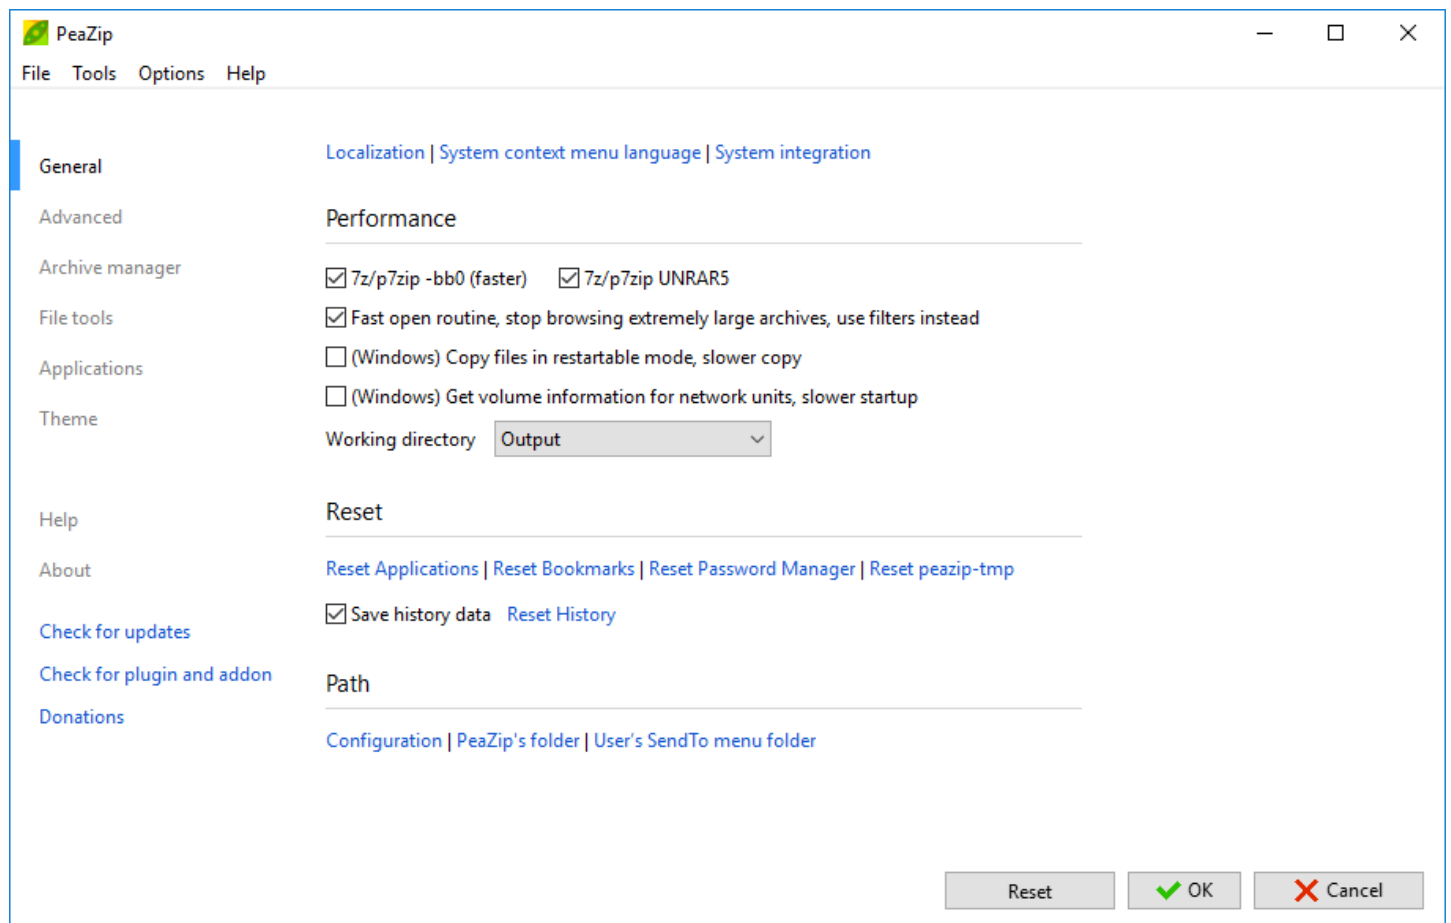 PeaZip
File Tools Options Help
General
Advanced
Archive manager
File tools
Applications
Theme
Help
About
Check for updates
Check for plugin and addon
Donations
Localization | System context menu language | System integration
Performance
7z/p7zip -bb0 (faster) 7z/p7zip UNRAR5
Fast open routine, stop browsing extremely large archives, use filters instead
(Windows) Copy files in restartable mode, slower copy
(Windows) Get volume information for network units, slower startup
Working directory Output
Reset
Reset Applications | Reset Bookmarks | Reset Password Manager | Reset peazip-tmp
Save history data Reset History
Path
Configuration | PeaZip's folder | User's SendTo menu folder
Reset OK Cancel